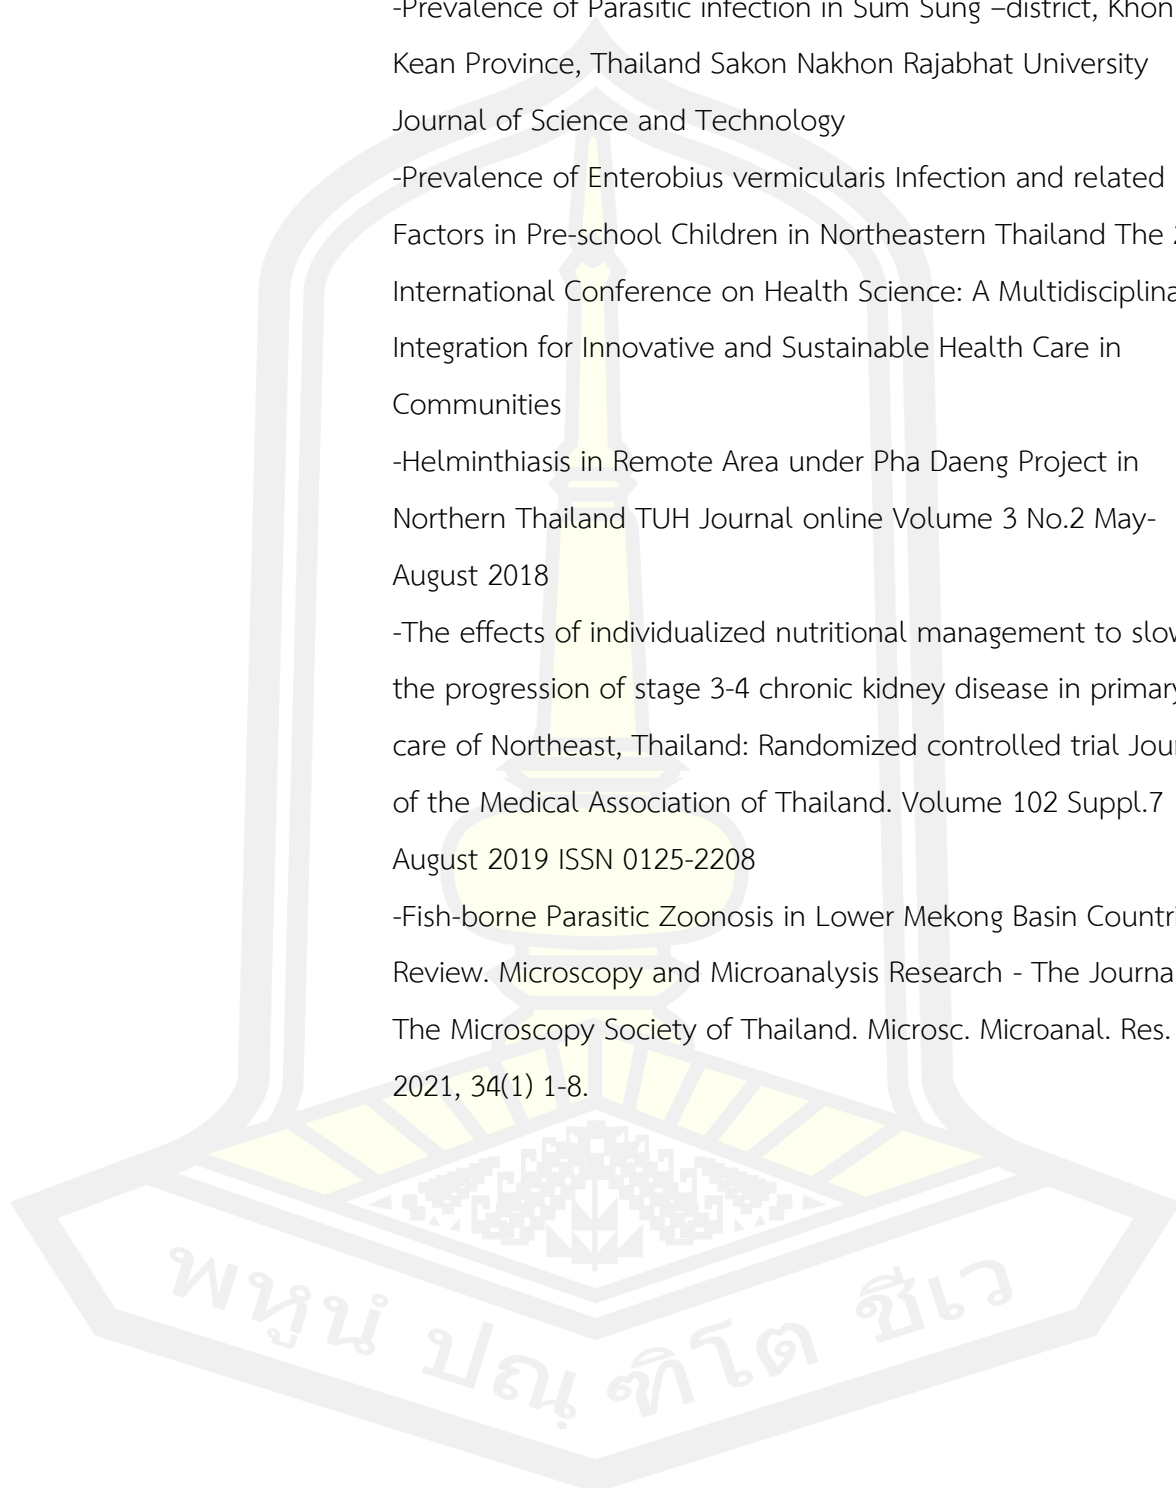 -Prevalence of Parasitic infection in Sum Sung –district, Khon
Kean Province, Thailand Sakon Nakhon Rajabhat University
Journal of Science and Technology
-Prevalence of Enterobius vermicularis Infection and related
Factors in Pre-school Children in Northeastern Thailand The
International Conference on Health Science: A Multidisciplina
Integration for Innovative and Sustainable Health Care in
Communities
-Helminthiasis in Remote Area under Pha Daeng Project in
Northern Thailand TUH Journal online Volume 3 No.2 May-
August 2018
-The effects of individualized nutritional management to slow
the progression of stage 3-4 chronic kidney disease in primary
care of Northeast, Thailand: Randomized controlled trial Jour
of the Medical Association of Thailand. Volume 102 Suppl.7
August 2019 ISSN 0125-2208
-Fish-borne Parasitic Zoonosis in Lower Mekong Basin Countri
Review. Microscopy and Microanalysis Research - The Journa
The Microscopy Society of Thailand. Microsc. Microanal. Res.
2021, 34(1) 1-8.
พหูนํ ปณฺฑิโต ชีเว